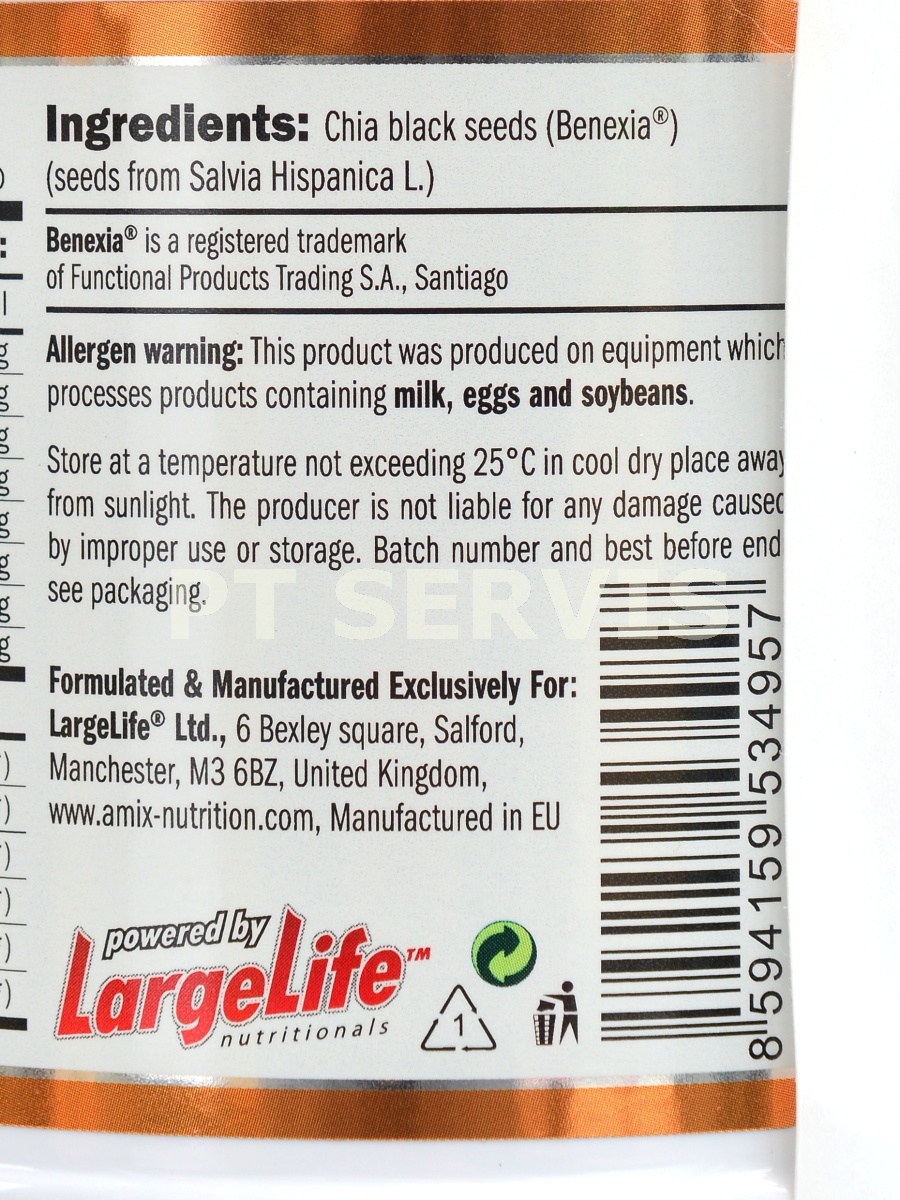 Ingredients: Chia black seeds (Benexia®)
(seeds from Salvia Hispanica L.)
Benexia® is a registered trademark
of Functional Products Trading S.A., Santiago
Allergen warning: This product was produced on equipment which
processes products containing milk, eggs and soybeans.
Store at a temperature not exceeding 25°C in cool dry place away
from sunlight. The producer is not liable for any damage caused
by improper use or storage. Batch number and best before end
see packaging.
PT SERVIS
Formulated & Manufactured Exclusively For:
LargeLife® Ltd., 6 Bexley square, Salford,
Manchester, M3 6BZ, United Kingdom,
www.amix-nutrition.com, Manufactured in EU
powered by
LargeLife™
nutritionals
1
8 594159 534957